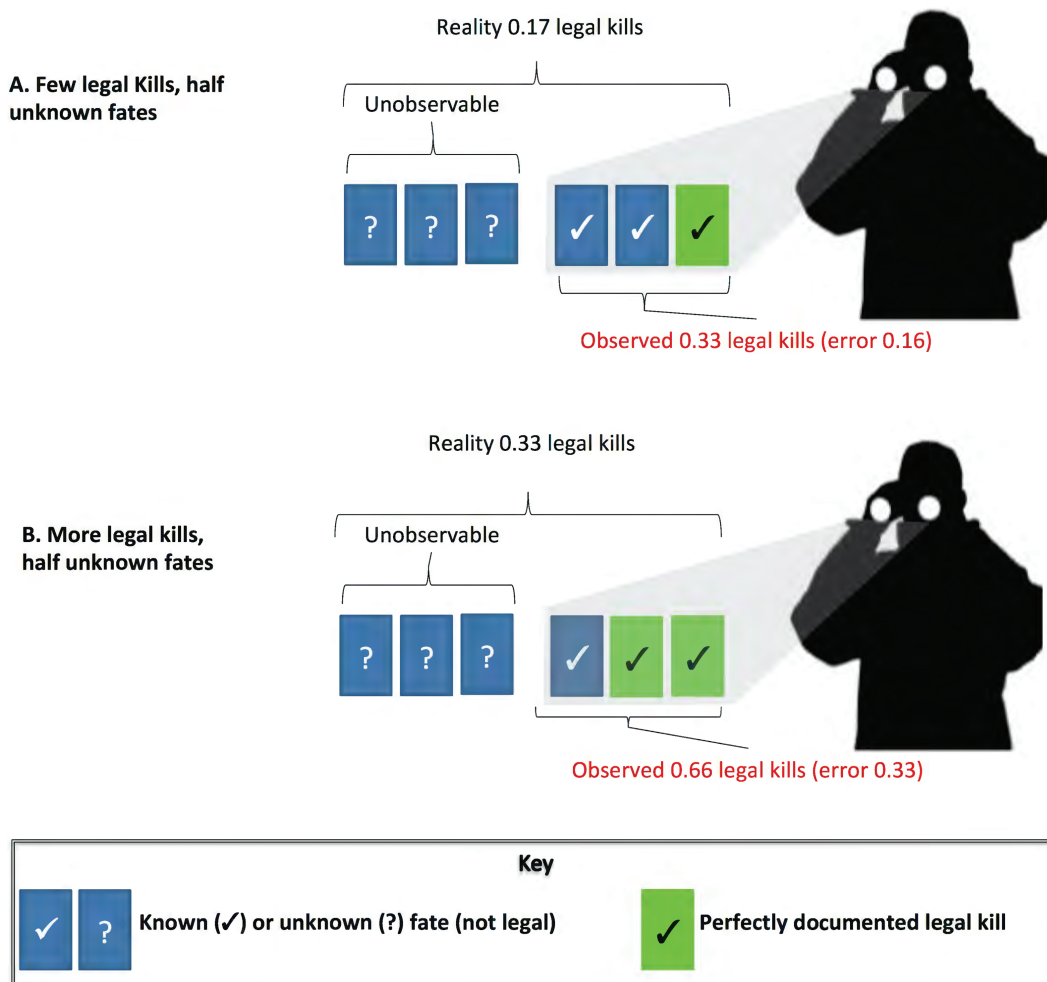 Reality 0.17 legal kills
A. Few legal Kills, half
unknown fates
Unobservable
? ? ? ✓ ✓ ✓
Observed 0.33 legal kills (error 0.16)
Reality 0.33 legal kills
B. More legal kills,
half unknown fates
Unobservable
? ? ? ✓ ✓ ✓
Observed 0.66 legal kills (error 0.33)
Key
✓ ? Known (✓) or unknown (?) fate (not legal)
✓ Perfectly documented legal kill